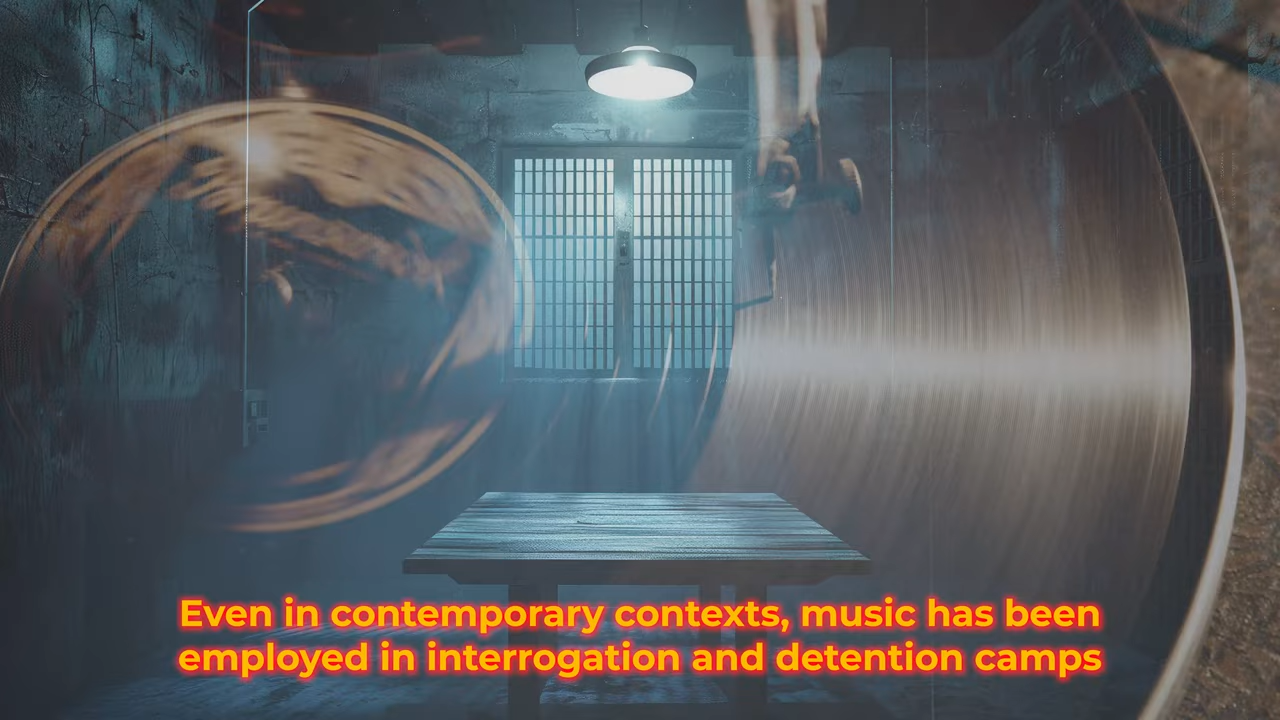 Even in contemporary contexts, music has been
employed in interrogation and detention camps